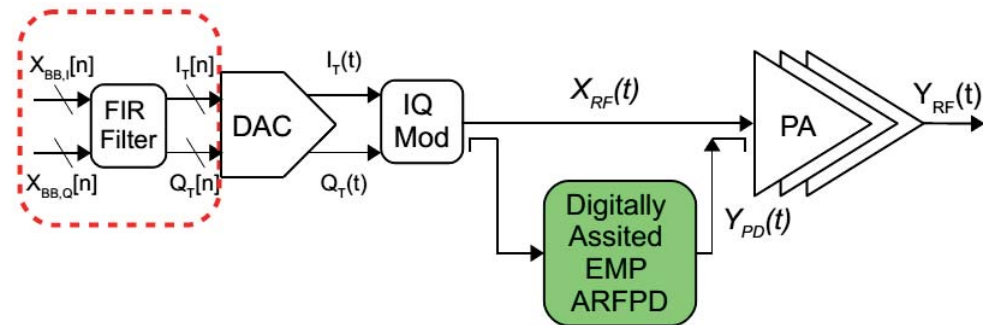 X_BB,I[n]
X_BB,Q[n]
FIR
Filter
I_T[n]
Q_T[n]
DAC
I_T(t)
Q_T(t)
IQ
Mod
X_RF(t)
Digitally
Assited
EMP
ARFPD
Y_PD(t)
PA
Y_RF(t)